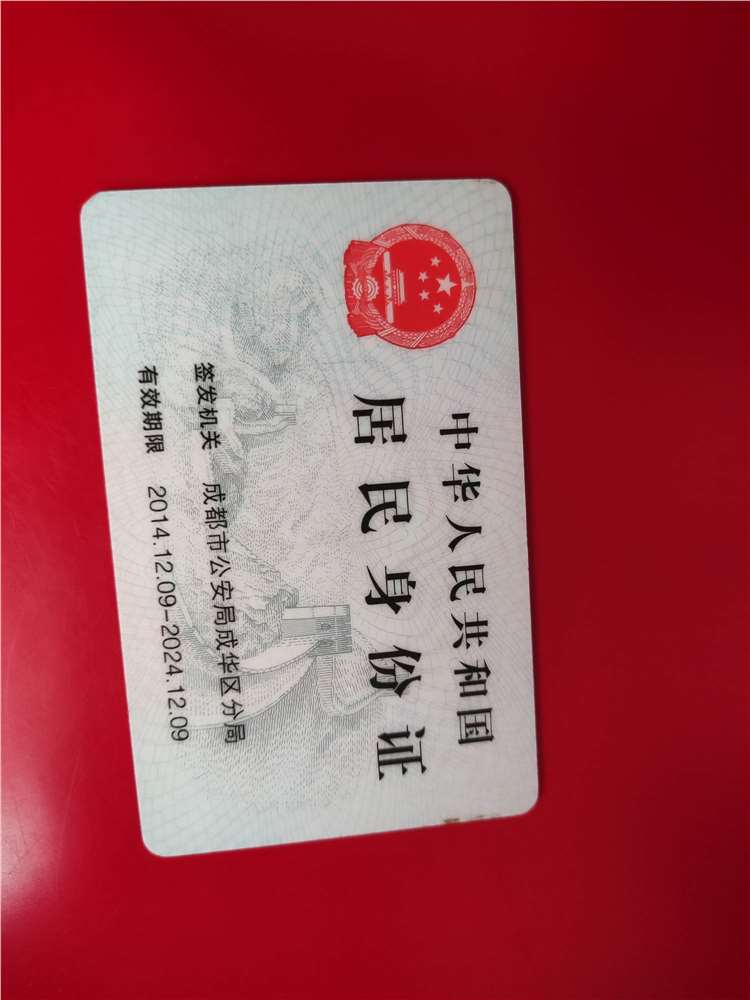 中华人民共和国
居民身份证
签发机关 成都市公安局成华区分局
有效期限 2014.12.09-2024.12.09